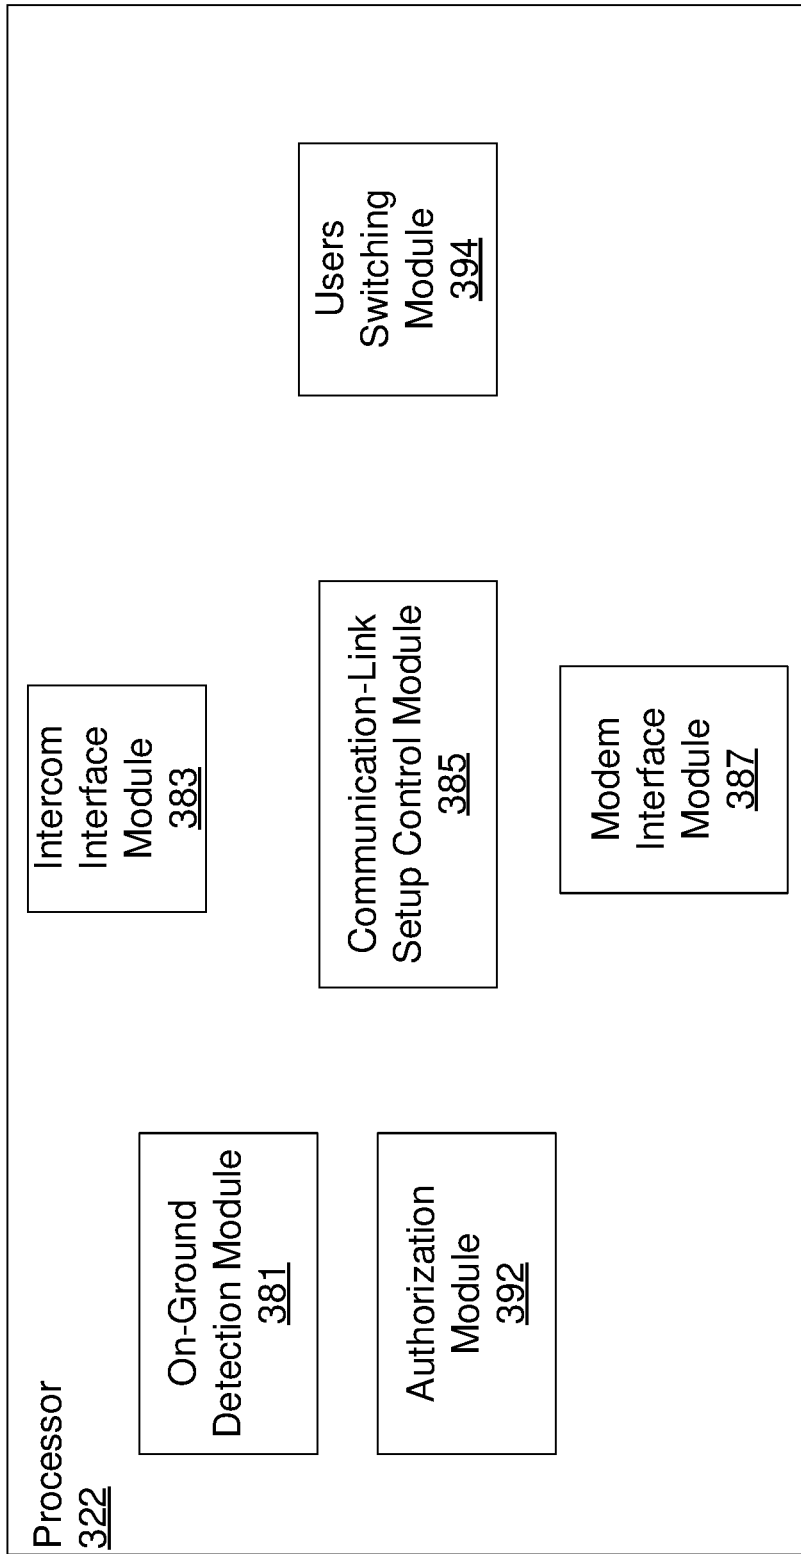 Processor
322
On-Ground
Detection Module
381
Authorization
Module
392
Intercom
Interface
Module
383
Communication-Link
Setup Control Module
385
Modem
Interface
Module
387
Users
Switching
Module
394